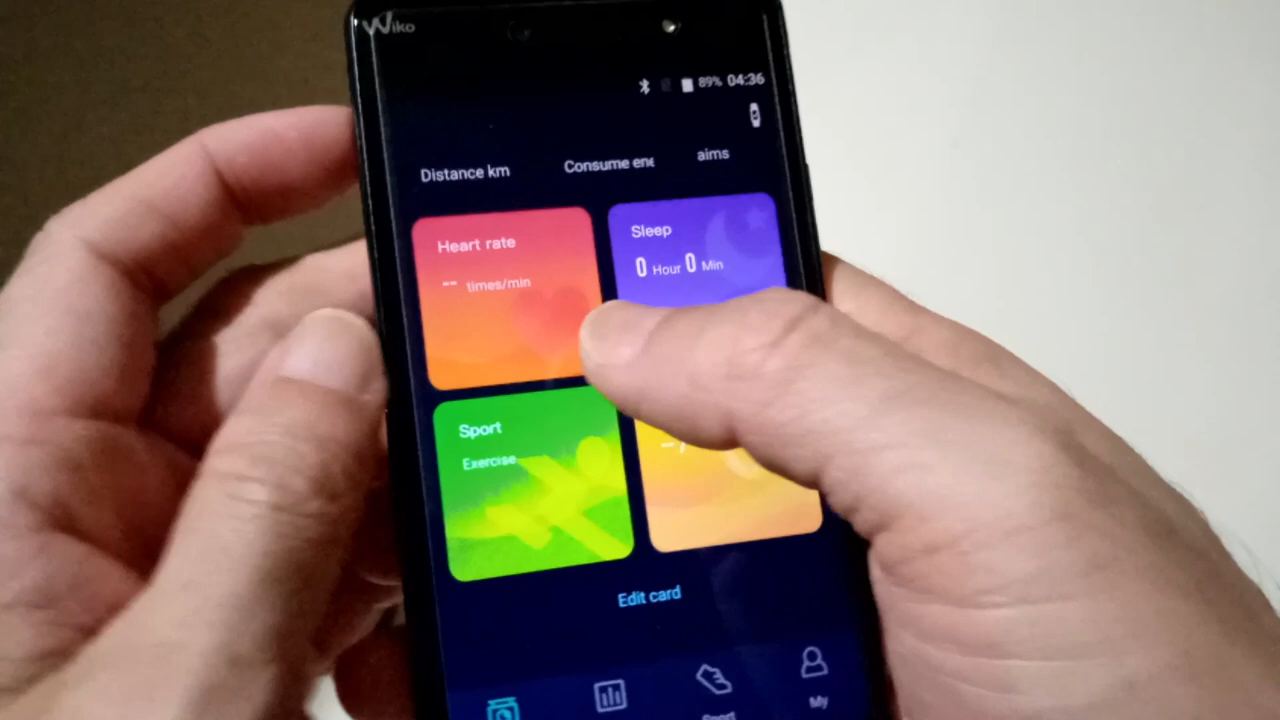 Wiko
89% 04:36
Distance km
Consume ene
aims
Heart rate
-- times/min
Sleep
0 Hour 0 Min
Sport
Exercise
Edit card
Sport
My